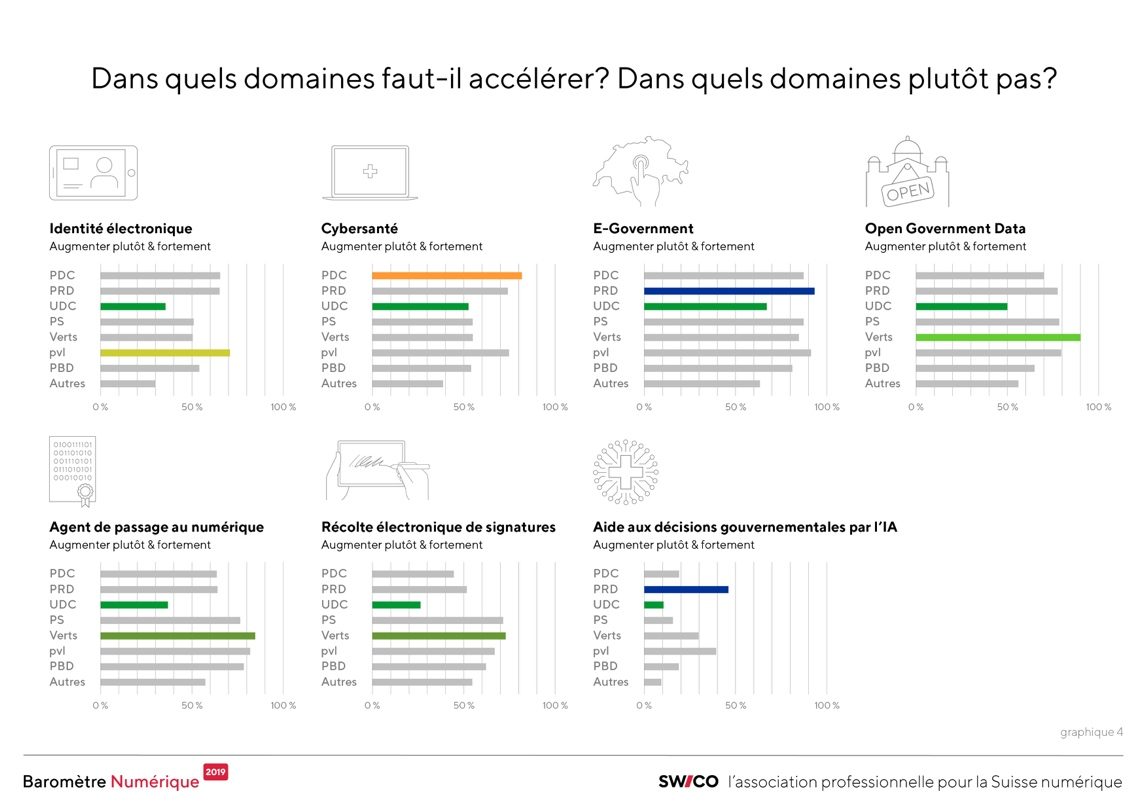 Dans quels domaines faut-il accélérer? Dans quels domaines plutôt pas?
Identité électronique
Augmenter plutôt & fortement
PDC
PRD
UDC
PS
Verts
pvl
PBD
Autres
0 %
50 %
100 %
Cybersanté
Augmenter plutôt & fortement
PDC
PRD
UDC
PS
Verts
pvl
PBD
Autres
0 %
50 %
100 %
E-Government
Augmenter plutôt & fortement
PDC
PRD
UDC
PS
Verts
pvl
PBD
Autres
0 %
50 %
100 %
OPEN
Open Government Data
Augmenter plutôt & fortement
PDC
PRD
UDC
PS
Verts
pvl
PBD
Autres
0 %
50 %
100 %
0100111101
001101010
001110101
01110101
00010010
Agent de passage au numérique
Augmenter plutôt & fortement
PDC
PRD
UDC
PS
Verts
pvl
PBD
Autres
0 %
50 %
100 %
Récolte électronique de signatures
Augmenter plutôt & fortement
PDC
PRD
UDC
PS
Verts
pvl
PBD
Autres
0 %
50 %
100 %
Aide aux décisions gouvernementales par l'IA
Augmenter plutôt & fortement
PDC
PRD
UDC
PS
Verts
pvl
PBD
Autres
0 %
50 %
100 %
graphique 4
Baromètre Numérique 2019
SWICO l'association professionnelle pour la Suisse numérique